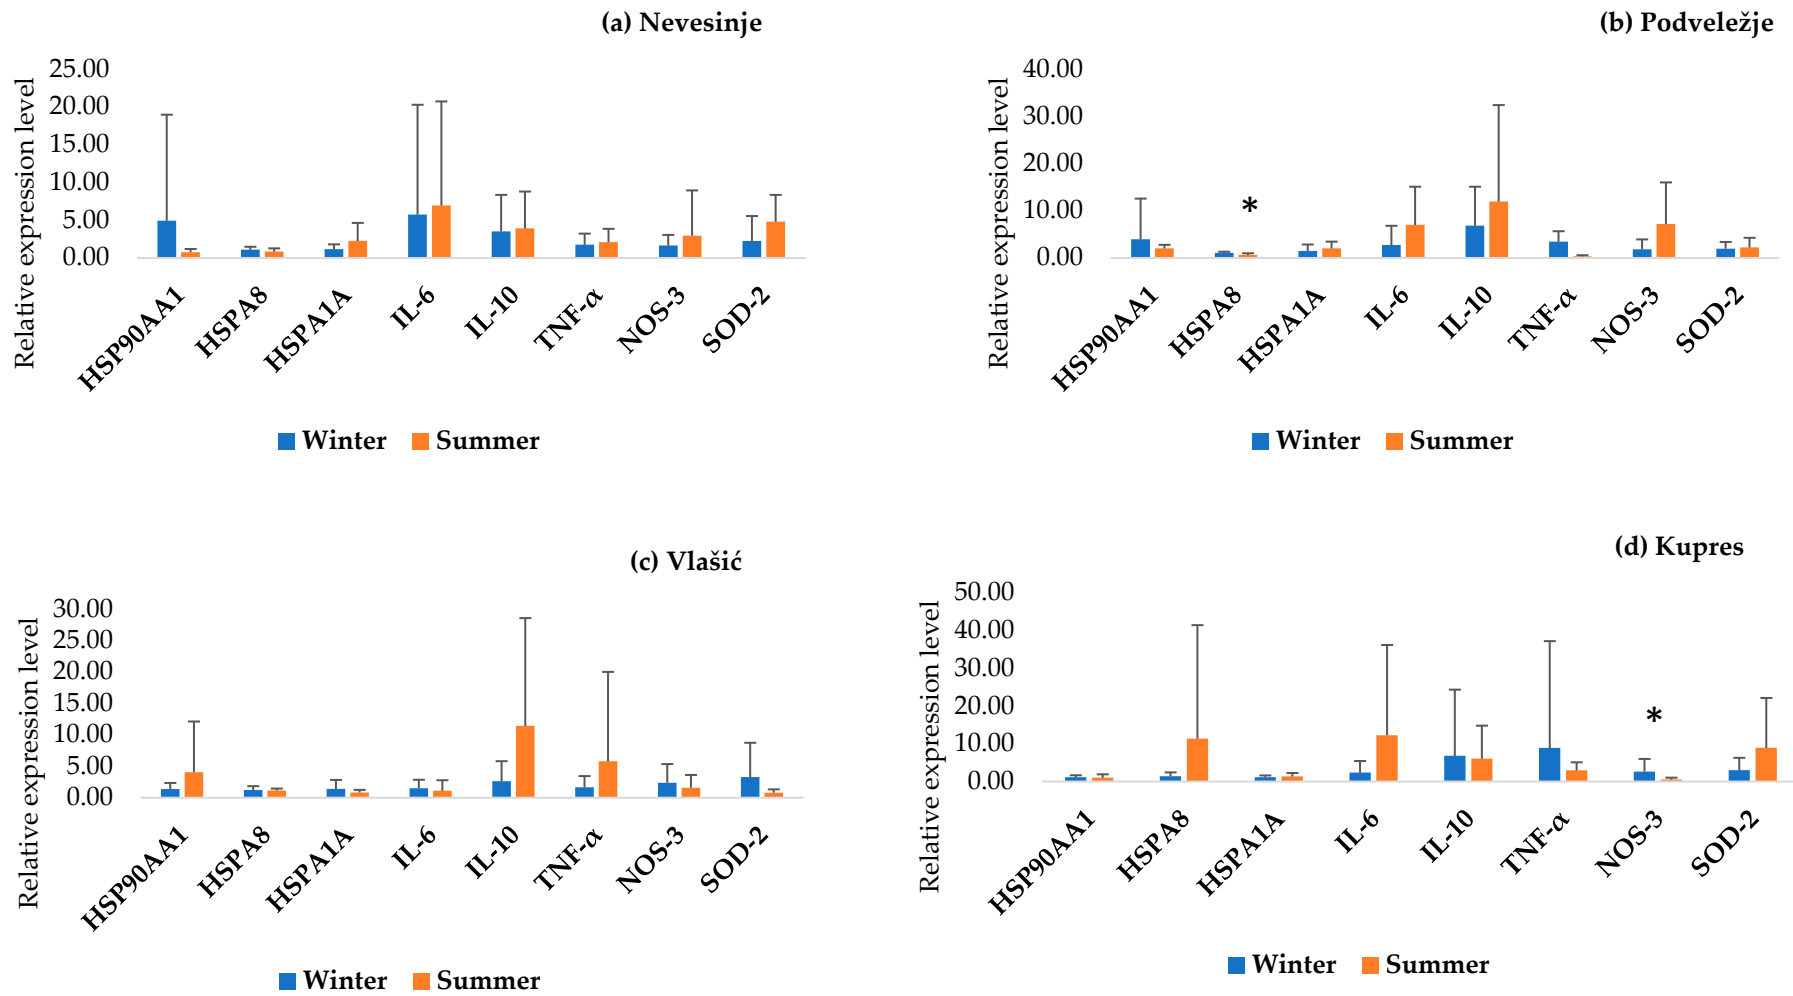 (a) Nevesinje
Relative expression level
25.00
20.00
15.00
10.00
5.00
0.00
HSP90AA1
HSPA8
HSPA1A
IL-6
IL-10
TNF-α
NOS-3
SOD-2
Winter Summer
(b) Podveležje
Relative expression level
40.00
30.00
20.00
10.00
0.00
*
HSP90AA1
HSPA8
HSPA1A
IL-6
IL-10
TNF-α
NOS-3
SOD-2
Winter Summer
(c) Vlašić
Relative expression level
30.00
25.00
20.00
15.00
10.00
5.00
0.00
HSP90AA1
HSPA8
HSPA1A
IL-6
IL-10
TNF-α
NOS-3
SOD-2
Winter Summer
(d) Kupres
Relative expression level
50.00
40.00
30.00
20.00
10.00
0.00
*
HSP90AA1
HSPA8
HSPA1A
IL-6
IL-10
TNF-α
NOS-3
SOD-2
Winter Summer